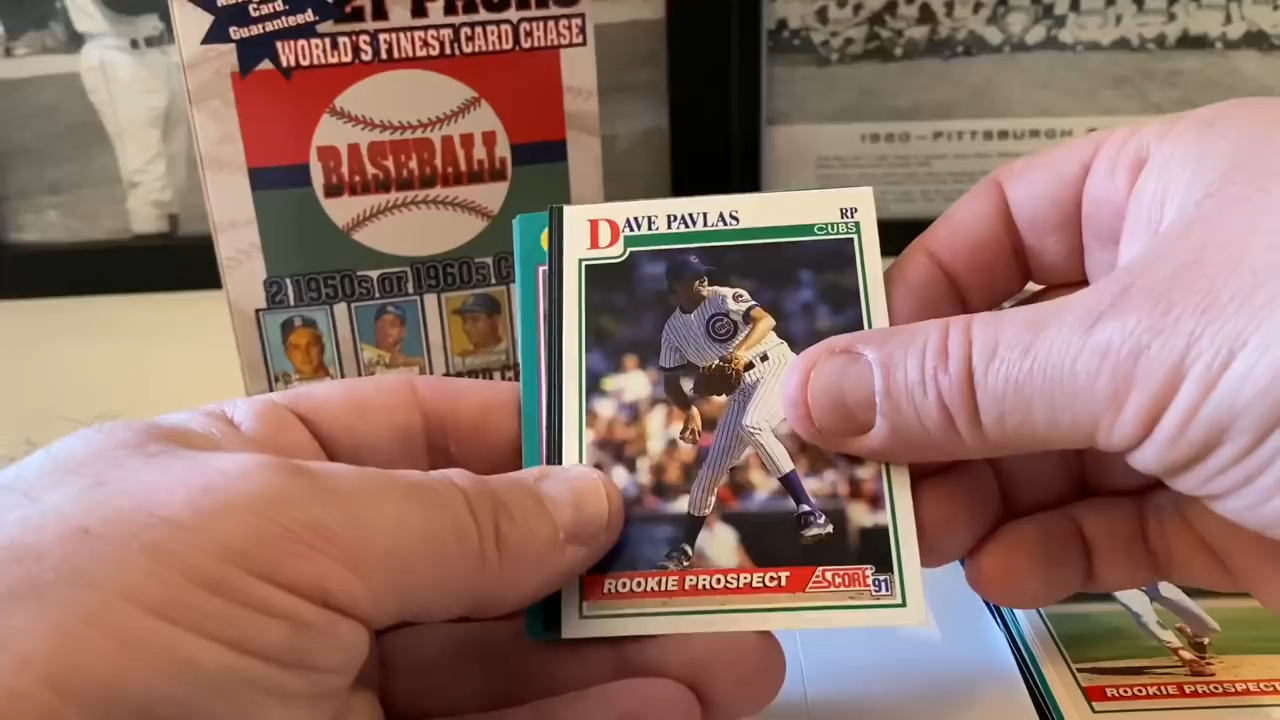 Card.
Guaranteed.
WORLD'S FINEST CARD CHASE
BASEBALL
2 1950s or 1960s
1960-PITTSBURGH
DAVE PAVLAS
RP
CUBS
ROOKIE PROSPECT
SCORE 91
ROOKIE PROSPECT